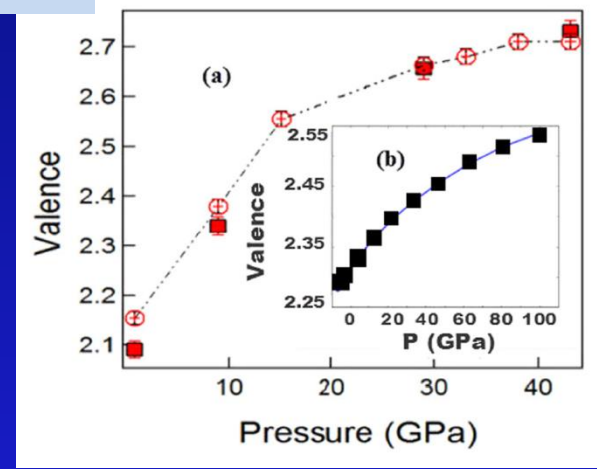 2.7
(a)
2.6
2.5
2.4
2.3
2.2
2.1
Valence
10 20 30 40
Pressure (GPa)
(b)
2.55
2.45
2.35
2.25
Valence
0 20 40 60 80 100
P (GPa)